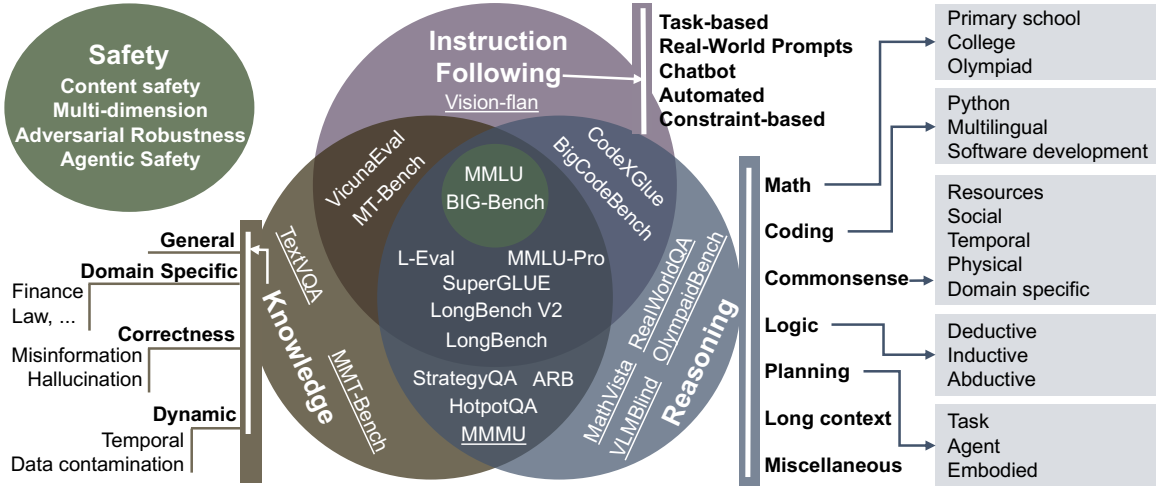 Safety
Content safety
Multi-dimension
Adversarial Robustness
Agentic Safety
Instruction
Following
Vision-flan
Task-based
Real-World Prompts
Chatbot
Automated
Constraint-based
VicunaEval
MT-Bench
CodeXGlue
BigCodeBench
MMLU
BIG-Bench
L-Eval
MMLU-Pro
SuperGLUE
LongBench V2
LongBench
StrategyQA
ARB
HotpotQA
MMMU
TextVQA
MMT-Bench
Knowledge
General
Domain Specific
Finance
Law, ...
Correctness
Misinformation
Hallucination
Dynamic
Temporal
Data contamination
RealWorldQA
OlympaidBench
MathVista
VLMBlind
Reasoning
Math
Coding
Commonsense
Logic
Planning
Long context
Miscellaneous
Primary school
College
Olympiad
Python
Multilingual
Software development
Resources
Social
Temporal
Physical
Domain specific
Deductive
Inductive
Abductive
Task
Agent
Embodied